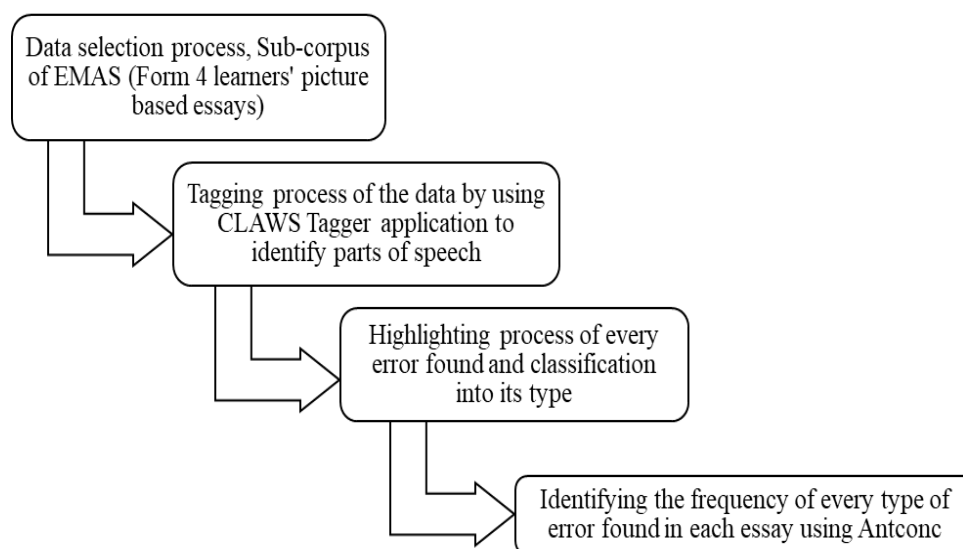 Data selection process, Sub-corpus
of EMAS (Form 4 learners' picture
based essays)
Tagging process of the data by using
CLAWS Tagger application to
identify parts of speech
Highlighting process of every
error found and classification
into its type
Identifying the frequency of every type of
error found in each essay using Antconc